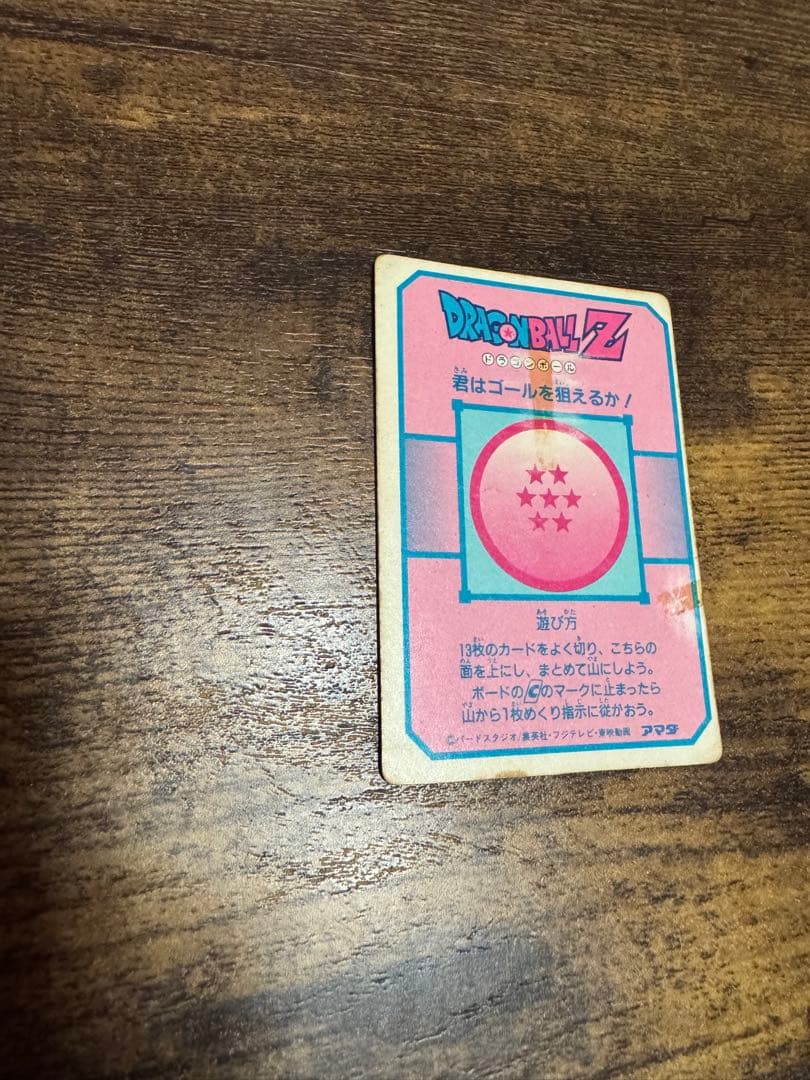 DRAGONBALL Z
ドラゴンボール
君はゴールを狙えるか!
遊び方
13枚のカードをよく切り、こちらの
面を上にし、まとめて山にしよう。
ボードのCのマークに止まったら
山から1枚めくり指示に従がおう。
©バードスタジオ/集英社・フジテレビ・東映動画 アマダ